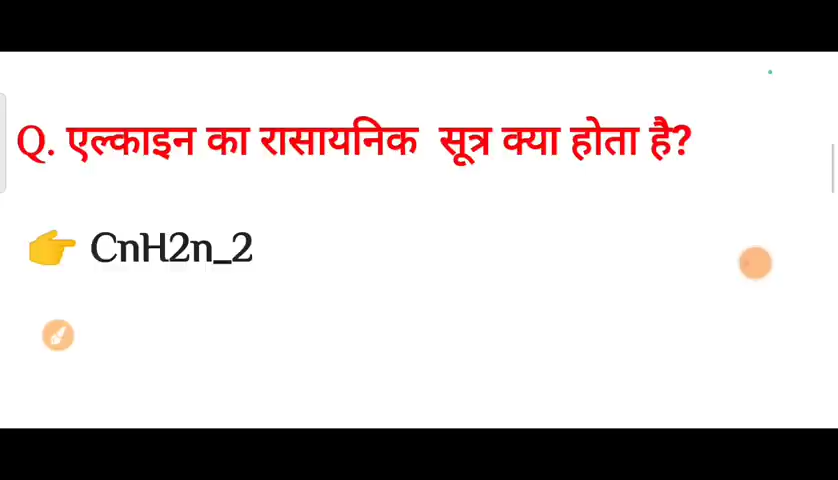 Q. एल्काइन का रासायनिक सूत्र क्या होता है?
👉 CnH2n_2